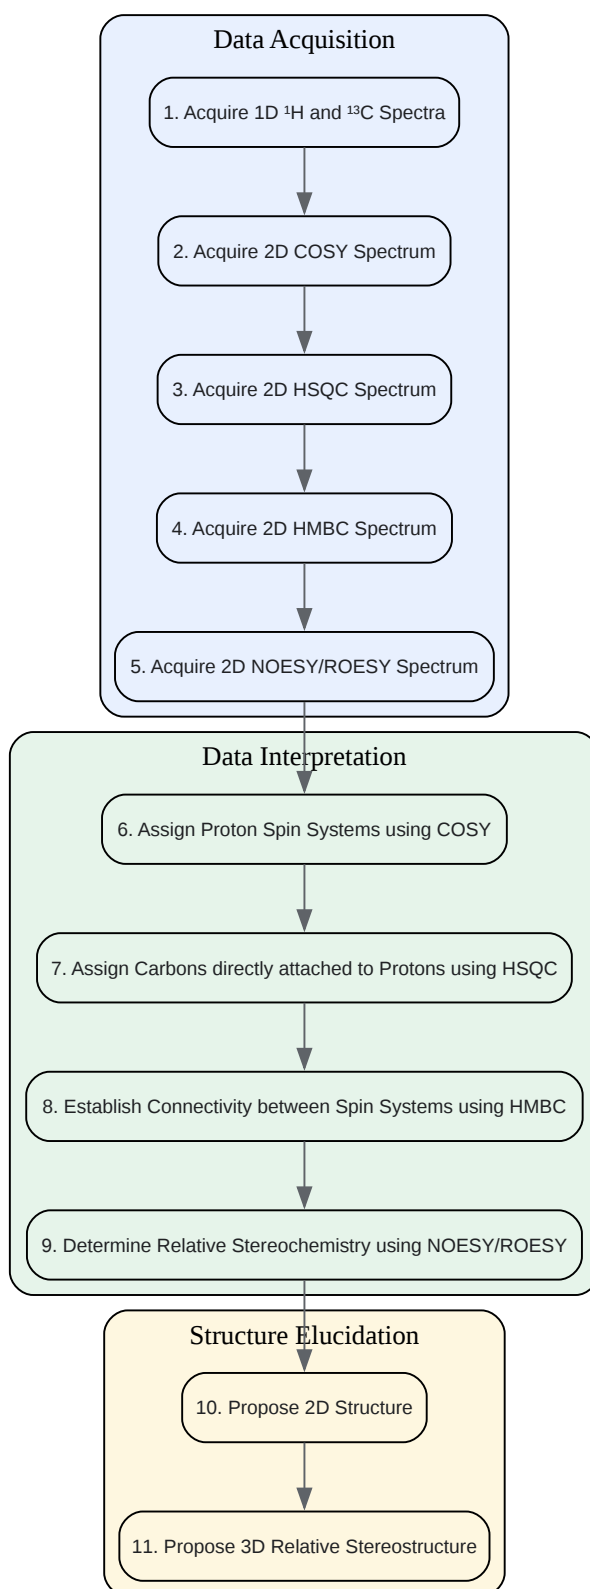 Data Acquisition
1. Acquire 1D ¹H and ¹³C Spectra
2. Acquire 2D COSY Spectrum
3. Acquire 2D HSQC Spectrum
4. Acquire 2D HMBC Spectrum
5. Acquire 2D NOESY/ROESY Spectrum
Data Interpretation
6. Assign Proton Spin Systems using COSY
7. Assign Carbons directly attached to Protons using HSQC
8. Establish Connectivity between Spin Systems using HMBC
9. Determine Relative Stereochemistry using NOESY/ROESY
Structure Elucidation
10. Propose 2D Structure
11. Propose 3D Relative Stereostructure